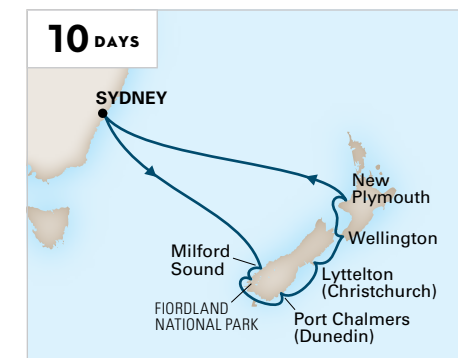 10 DAYS
SYDNEY
New
Plymouth
Wellington
Milford
Sound
Lyttelton
(Christchurch)
FIORDLAND
NATIONAL PARK
Port Chalmers
(Dunedin)